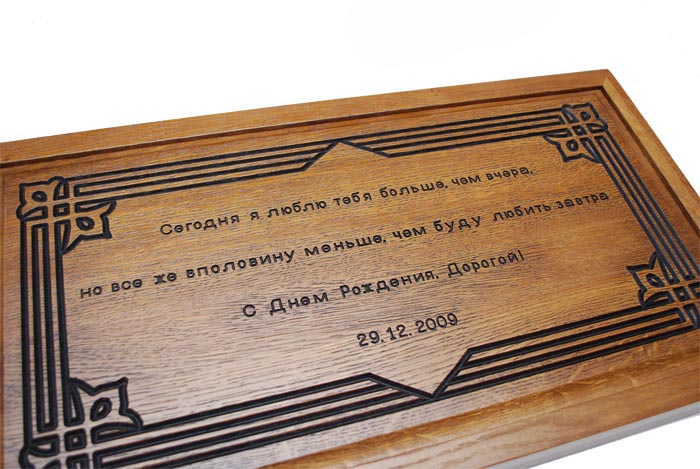 Сегодня я люблю тебя больше, чем вчера,
но все же вполовину меньше, чем буду любить завтра
С Днем Рождения, Дорогой!
29.12.2009